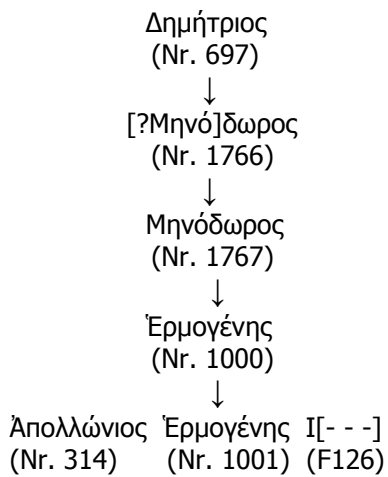 Δημήτριος
(Nr. 697)
↓
[?Μηνό]δωρος
(Nr. 1766)
↓
Μηνόδωρος
(Nr. 1767)
↓
Ἑρμογένης
(Nr. 1000)
↓
Ἀπολλώνιος Ἑρμογένης Ι[- - -]
(Nr. 314) (Nr. 1001) (F126)